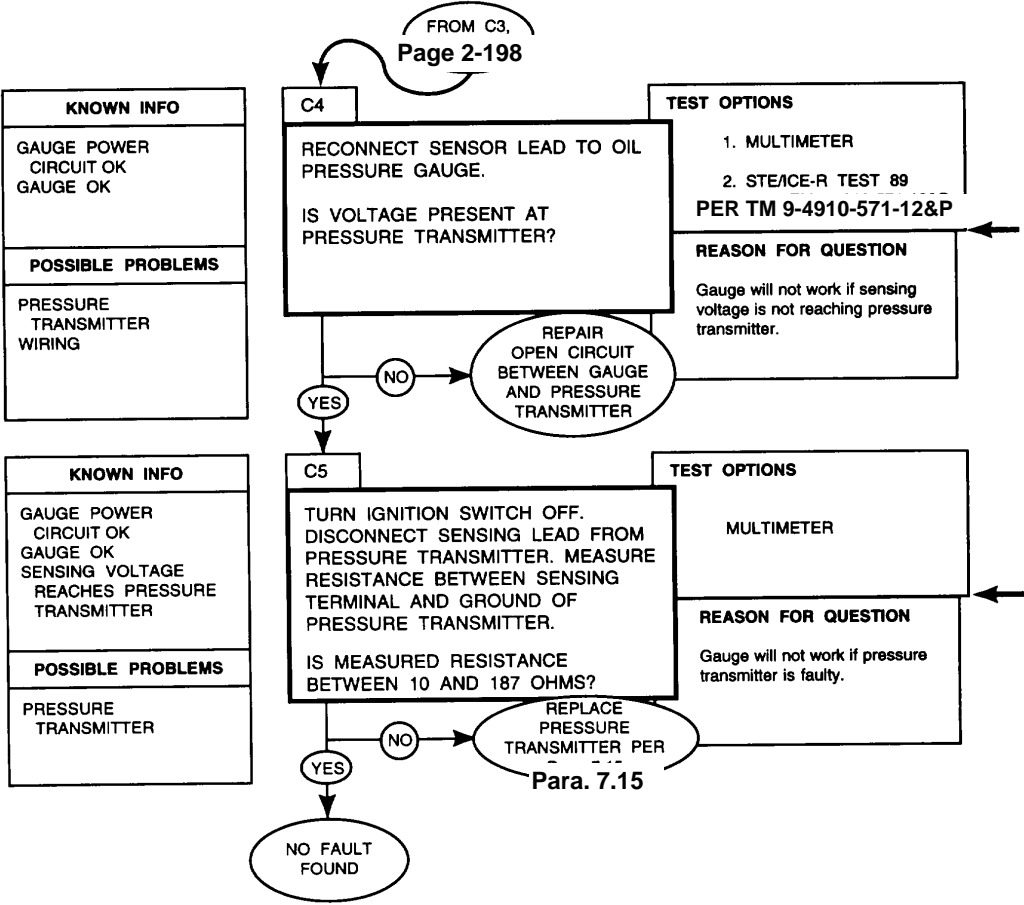 FROM C3,
Page 2-198
KNOWN INFO
GAUGE POWER
CIRCUIT OK
GAUGE OK
POSSIBLE PROBLEMS
PRESSURE
TRANSMITTER
WIRING
C4
RECONNECT SENSOR LEAD TO OIL
PRESSURE GAUGE.
IS VOLTAGE PRESENT AT
PRESSURE TRANSMITTER?
TEST OPTIONS
1. MULTIMETER
2. STE/ICE-R TEST 89
PER TM 9-4910-571-12&P
REASON FOR QUESTION
Gauge will not work if sensing
voltage is not reaching pressure
transmitter.
NO
REPAIR
OPEN CIRCUIT
BETWEEN GAUGE
AND PRESSURE
TRANSMITTER
YES
KNOWN INFO
GAUGE POWER
CIRCUIT OK
GAUGE OK
SENSING VOLTAGE
REACHES PRESSURE
TRANSMITTER
POSSIBLE PROBLEMS
PRESSURE
TRANSMITTER
C5
TURN IGNITION SWITCH OFF.
DISCONNECT SENSING LEAD FROM
PRESSURE TRANSMITTER. MEASURE
RESISTANCE BETWEEN SENSING
TERMINAL AND GROUND OF
PRESSURE TRANSMITTER.
IS MEASURED RESISTANCE
BETWEEN 10 AND 187 OHMS?
TEST OPTIONS
MULTIMETER
REASON FOR QUESTION
Gauge will not work if pressure
transmitter is faulty.
NO
REPLACE
PRESSURE
TRANSMITTER PER
Para. 7.15
YES
NO FAULT
FOUND